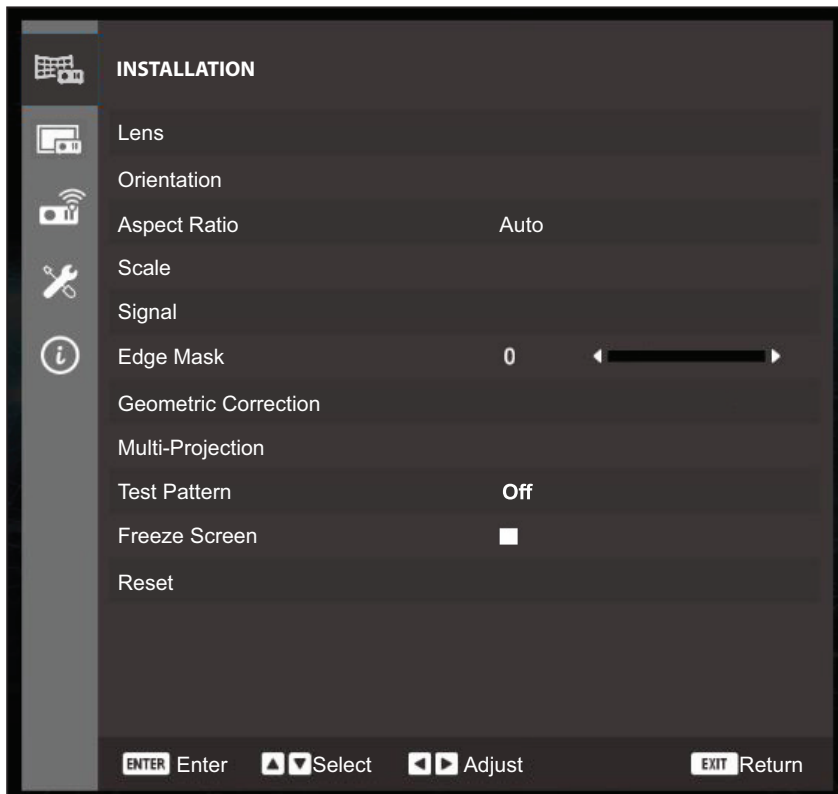 INSTALLATION
Lens
Orientation
Aspect Ratio Auto
Scale
Signal
Edge Mask 0
Geometric Correction
Multi-Projection
Test Pattern Off
Freeze Screen
Reset
ENTER Enter Select Adjust EXIT Return